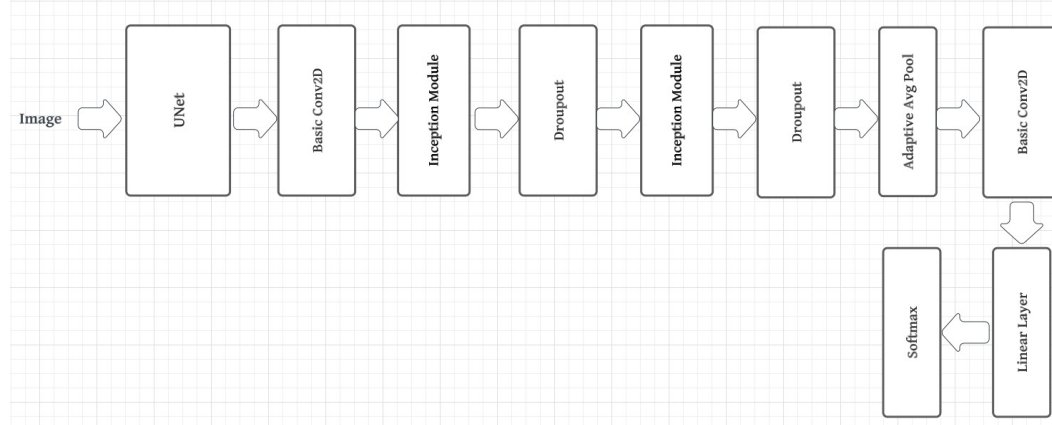 Image
UNet
Basic Conv2D
Inception Module
Droupout
Inception Module
Droupout
Adaptive Avg Pool
Basic Conv2D
Linear Layer
Softmax